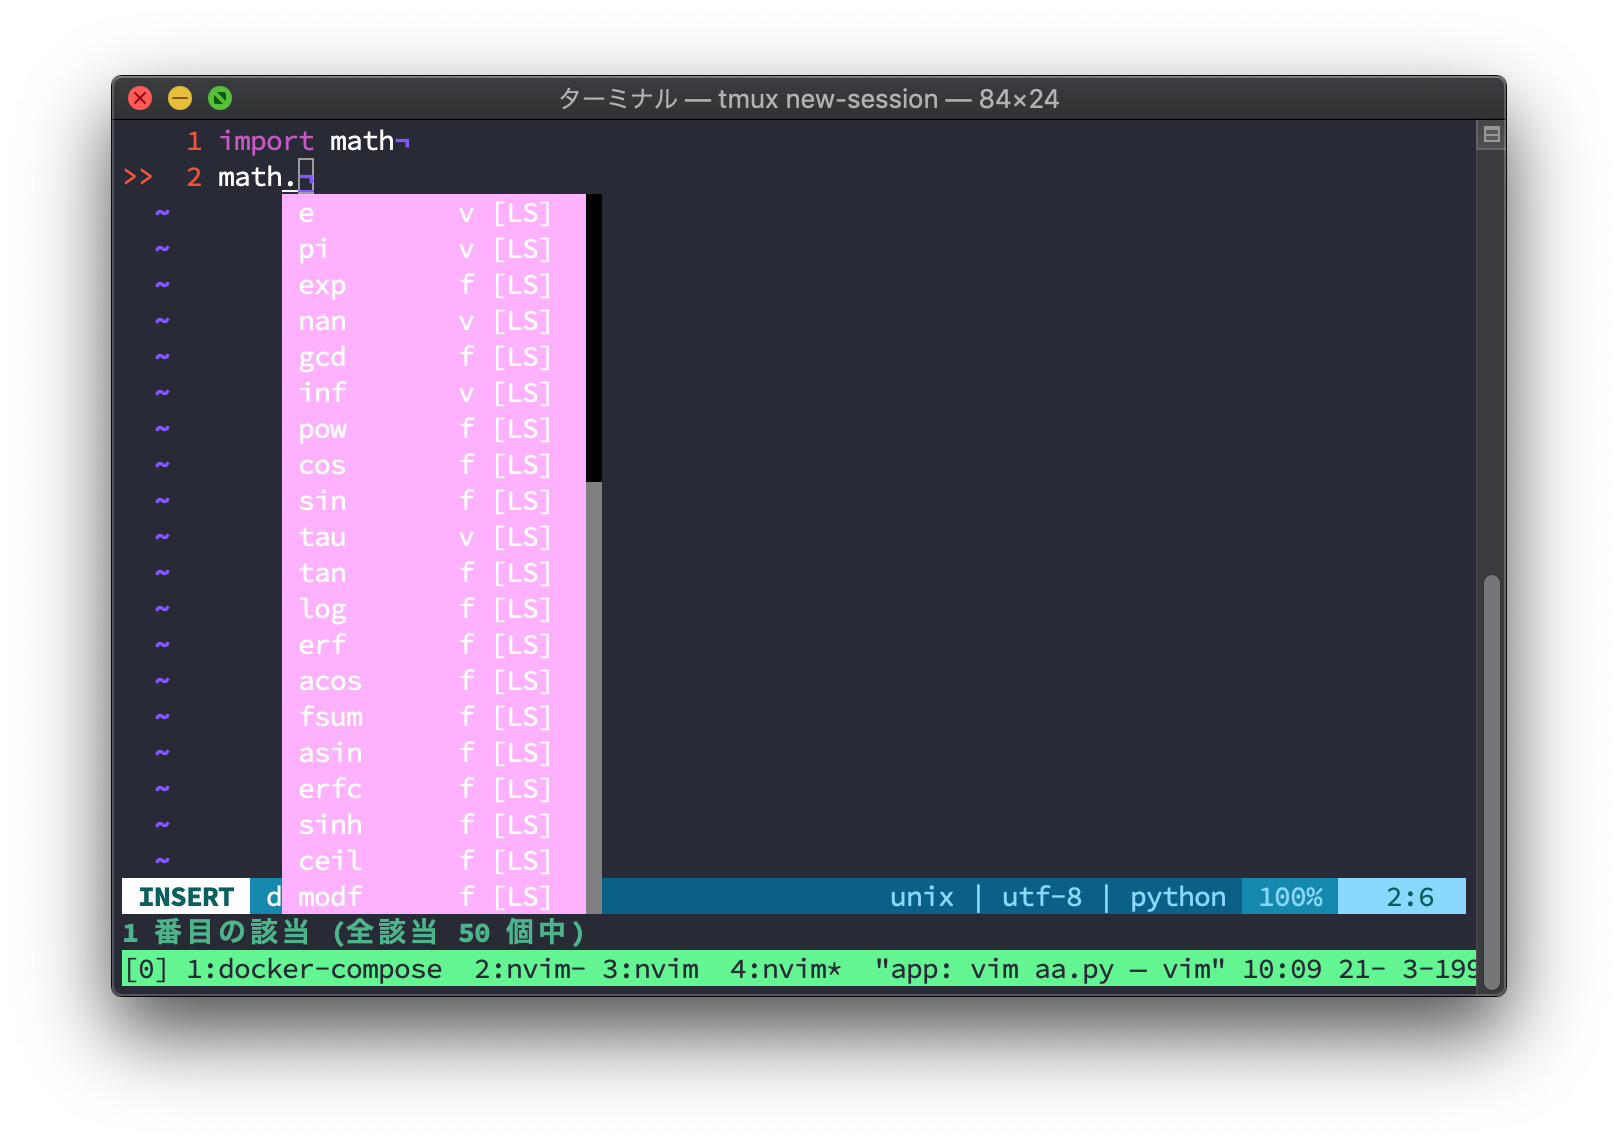 ターミナル — tmux new-session — 84×24
1 import math¬
>> 2 math.¬
~ e v [LS]
~ pi v [LS]
~ exp f [LS]
~ nan v [LS]
~ gcd f [LS]
~ inf v [LS]
~ pow f [LS]
~ cos f [LS]
~ sin f [LS]
~ tau v [LS]
~ tan f [LS]
~ log f [LS]
~ erf f [LS]
~ acos f [LS]
~ fsum f [LS]
~ asin f [LS]
~ erfc f [LS]
~ sinh f [LS]
~ ceil f [LS]
INSERT d modf f [LS] unix | utf-8 | python 100% 2:6
1 番目の該当 (全該当 50 個中)
[0] 1:docker-compose 2:nvim- 3:nvim 4:nvim* "app: vim aa.py — vim" 10:09 21- 3-199